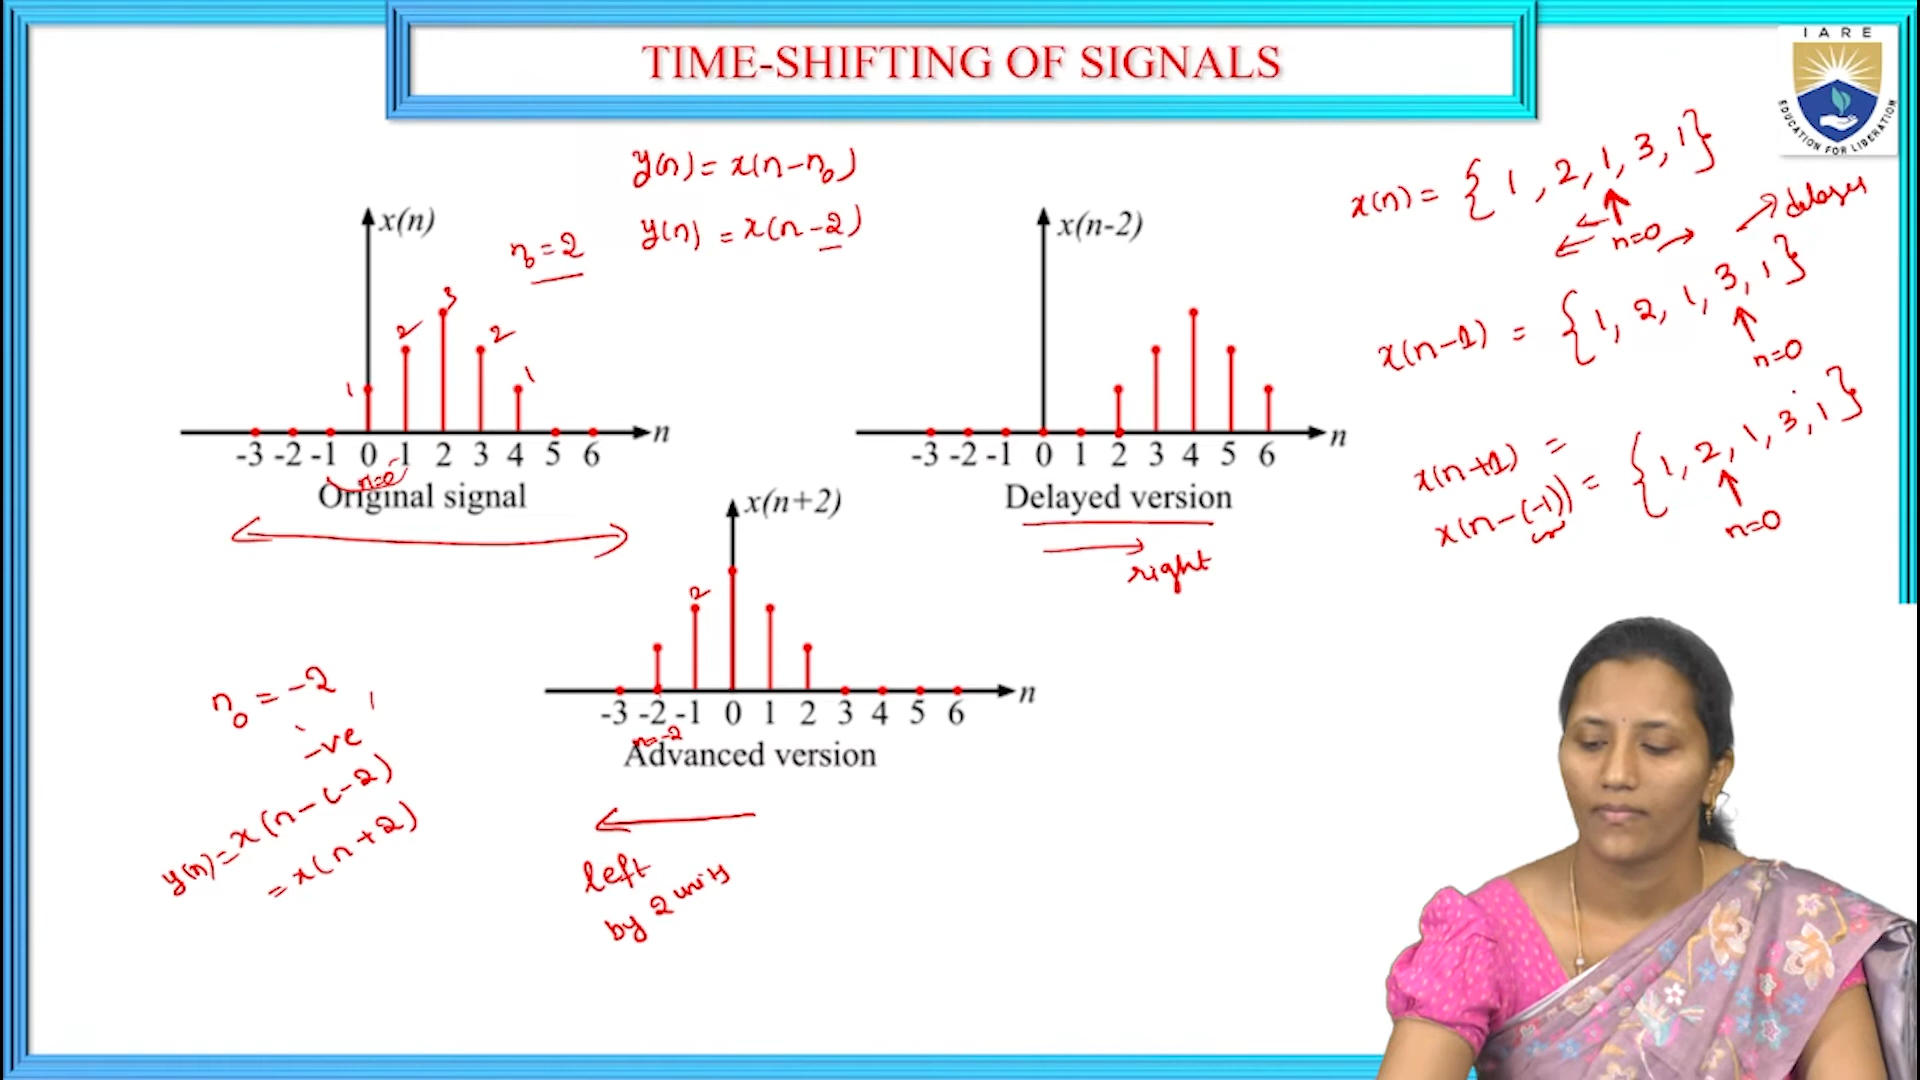 TIME-SHIFTING OF SIGNALS
I A R E
EDUCATION FOR LIBERATION
y(n) = x(n-n₀)
y(n) = x(n-2)
n₀ = 2
x(n)
1 2 3 2 1
n
-3 -2 -1 0 1 2 3 4 5 6
n=0
Original signal
x(n-2)
n
-3 -2 -1 0 1 2 3 4 5 6
Delayed version
right
x(n+2)
2
n
-3 -2 -1 0 1 2 3 4 5 6
n=-2
Advanced version
left
by 2 units
n₀ = -2
-ve
y(n) = x(n-(-2)
= x(n+2)
x(n) = { 1, 2, 1, 3, 1}
n=0
x(n-1) = { 1, 2, 1, 3, 1}
n=0
x(n+1) =
x(n-(-1)) = { 1, 2, 1, 3, 1}
n=0